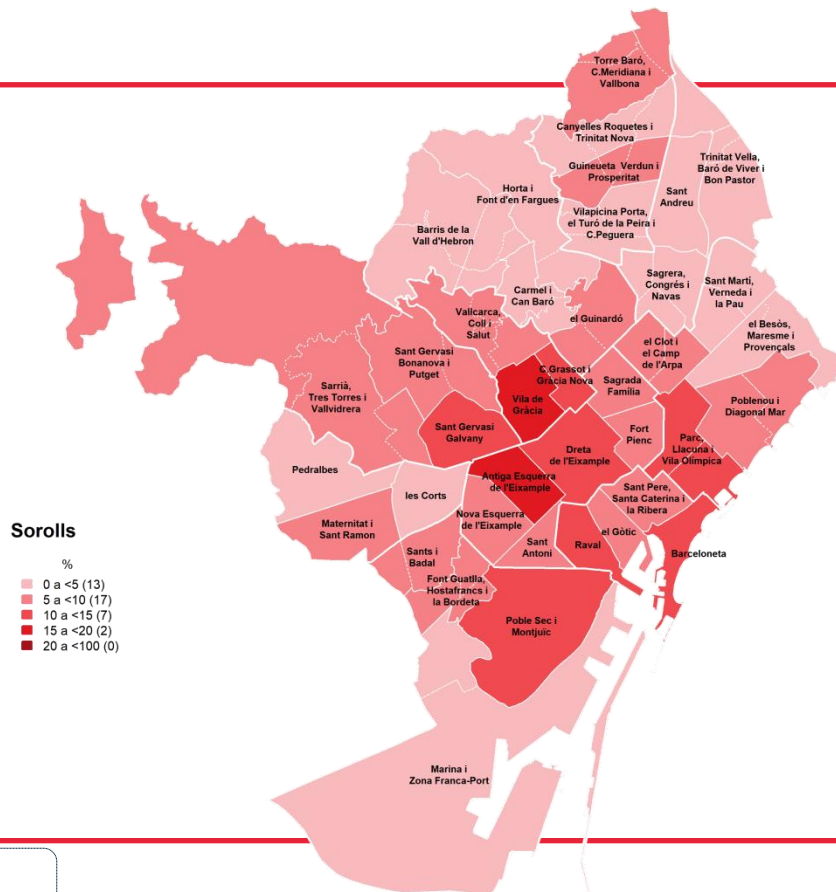 Torre Baró,
C.Meridiana i
Vallbona
Canyelles Roquetes i
Trinitat Nova
Guineueta Verdun i
Prosperitat
Trinitat Vella,
Baró de Viver i
Bon Pastor
Sant
Andreu
Horta i
Font d'en Fargues
Vilapicina Porta,
el Turó de la Peira i
C.Peguera
Barris de la
Vall d'Hebron
Carmel i
Can Baró
Sagrera,
Congrés i
Navas
Sant Martí,
Verneda i
la Pau
Vallcarca,
Coll i
Salut
el Guinardó
el Besòs,
Maresme i
Provençals
el Clot i
el Camp
de l'Arpa
Sant Gervasi
Bonanova i
Putget
C.Grassot i
Gràcia Nova
Sagrada
Família
Sarrià,
Tres Torres i
Vallvidrera
Vila de
Gràcia
Poblenou i
Diagonal Mar
Sant Gervasi
Galvany
Fort
Pienc
Parc,
Llacuna i
Vila Olímpica
Dreta
de l'Eixample
Pedralbes
Antiga Esquerra
de l'Eixample
les Corts
Sant Pere,
Santa Caterina i
la Ribera
Nova Esquerra
de l'Eixample
Maternitat i
Sant Ramon
el Gòtic
Sant
Antoni
Raval
Barceloneta
Sants i
Badal
Font Guatlla,
Hostafrancs i
la Bordeta
Poble Sec i
Montjuïc
Marina i
Zona Franca-Port
Sorolls
%
0 a <5 (13)
5 a <10 (17)
10 a <15 (7)
15 a <20 (2)
20 a <100 (0)